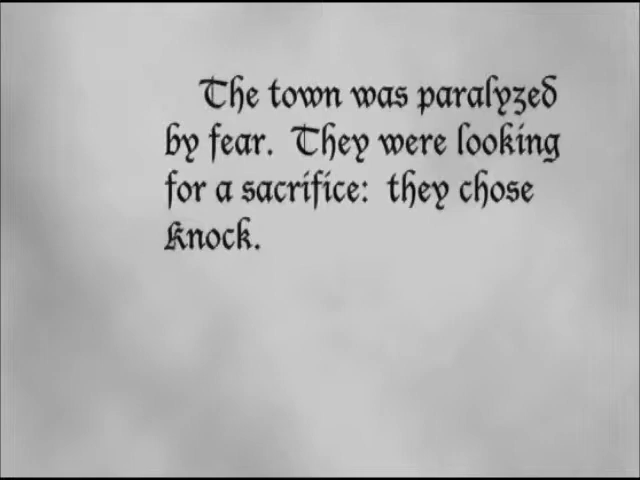 The town was paralyzed
by fear. They were looking
for a sacrifice: they chose
Knock.